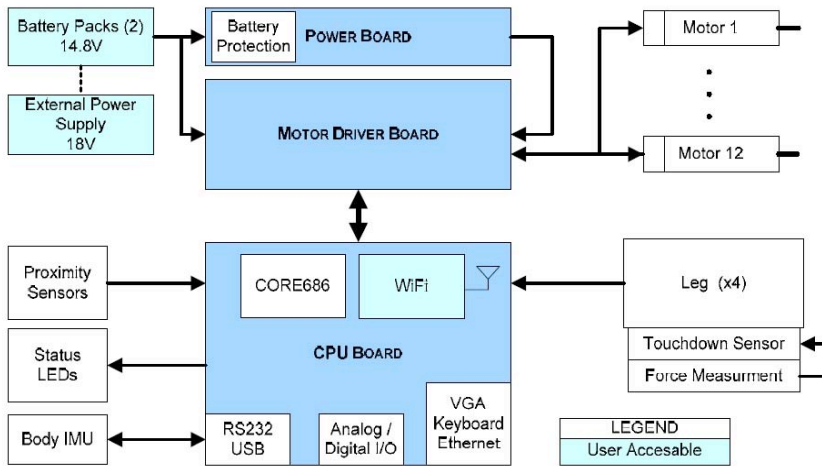 Battery Packs (2)
14.8V
External Power
Supply
18V
Battery
Protection
POWER BOARD
MOTOR DRIVER BOARD
Motor 1
Motor 12
Proximity
Sensors
Status
LEDs
Body IMU
CORE686
WiFi
CPU BOARD
RS232
USB
Analog /
Digital I/O
VGA
Keyboard
Ethernet
Leg (x4)
Touchdown Sensor
Force Measurment
LEGEND
User Accesable